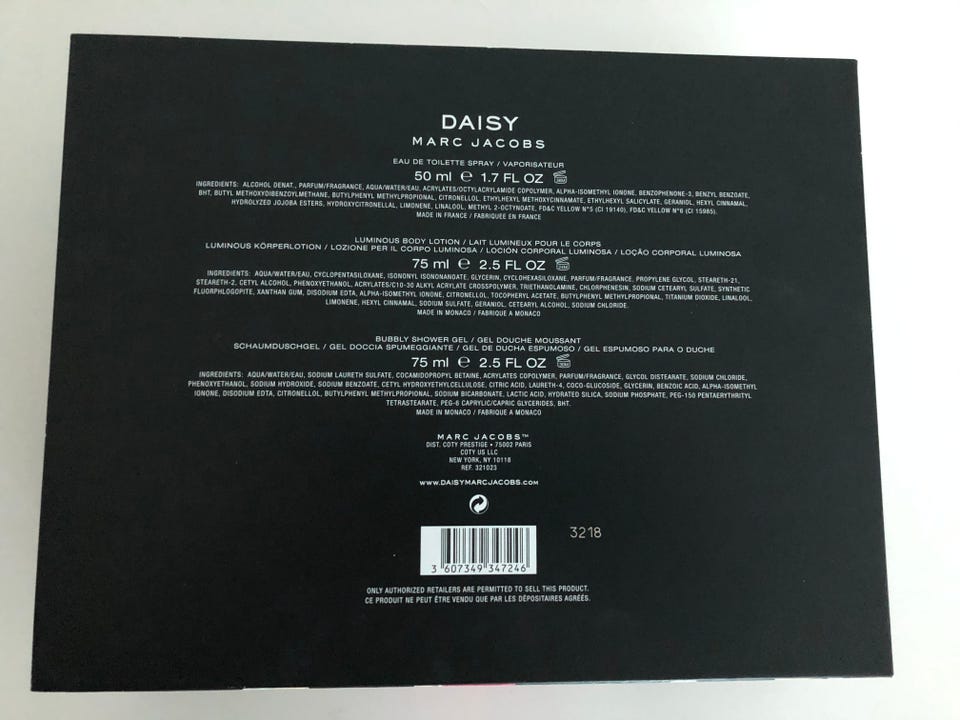 DAISY
MARC JACOBS
EAU DE TOILETTE SPRAY / VAPORISATEUR
50 ml ℮ 1.7 FL OZ
INGREDIENTS: ALCOHOL DENAT., PARFUM/FRAGRANCE, AQUA/WATER/EAU, ACRYLATES/OCTYLACRYLAMIDE COPOLYMER, ALPHA-ISOMETHYL IONONE, BENZOPHENONE-3, BENZYL BENZOATE,
BHT, BUTYL METHOXYDIBENZOYLMETHANE, BUTYLPHENYL METHYLPROPIONAL, CITRONELLOL, ETHYLHEXYL METHOXYCINNAMATE, ETHYLHEXYL SALICYLATE, GERANIOL, HEXYL CINNAMAL,
HYDROLYZED JOJOBA ESTERS, HYDROXYCITRONELLAL, LIMONENE, LINALOOL, METHYL 2-OCTYNOATE, FD&C YELLOW N°5 (CI 19140), FD&C YELLOW N°6 (CI 15985).
MADE IN FRANCE / FABRIQUÉE EN FRANCE
LUMINOUS BODY LOTION / LAIT LUMINEUX POUR LE CORPS
LUMINOUS KÖRPERLOTION / LOZIONE PER IL CORPO LUMINOSA / LOCIÓN CORPORAL LUMINOSA / LOÇÃO CORPORAL LUMINOSA
75 ml ℮ 2.5 FL OZ
INGREDIENTS: AQUA/WATER/EAU, CYCLOPENTASILOXANE, ISONONYL ISONONANOATE, GLYCERIN, CYCLOHEXASILOXANE, PARFUM/FRAGRANCE, PROPYLENE GLYCOL, STEARETH-21,
STEARETH-2, CETYL ALCOHOL, PHENOXYETHANOL, ACRYLATES/C10-30 ALKYL ACRYLATE CROSSPOLYMER, TRIETHANOLAMINE, CHLORPHENESIN, SODIUM CETEARYL SULFATE, SYNTHETIC
FLUORPHLOGOPITE, XANTHAN GUM, DISODIUM EDTA, ALPHA-ISOMETHYL IONONE, CITRONELLOL, TOCOPHERYL ACETATE, BUTYLPHENYL METHYLPROPIONAL, TITANIUM DIOXIDE, LINALOOL,
LIMONENE, HEXYL CINNAMAL, SODIUM SULFATE, GERANIOL, CETEARYL ALCOHOL, SODIUM CHLORIDE.
MADE IN MONACO / FABRIQUÉ A MONACO
BUBBLY SHOWER GEL / GEL DOUCHE MOUSSANT
SCHAUMDUSCHGEL / GEL DOCCIA SPUMEGGIANTE / GEL DE DUCHA ESPUMOSO / GEL ESPUMOSO PARA O DUCHE
75 ml ℮ 2.5 FL OZ
INGREDIENTS: AQUA/WATER/EAU, SODIUM LAURETH SULFATE, COCAMIDOPROPYL BETAINE, ACRYLATES COPOLYMER, PARFUM/FRAGRANCE, GLYCOL DISTEARATE, SODIUM CHLORIDE,
PHENOXYETHANOL, SODIUM HYDROXIDE, SODIUM BENZOATE, CETYL HYDROXYETHYLCELLULOSE, CITRIC ACID, LAURETH-4, COCO-GLUCOSIDE, GLYCERIN, BENZOIC ACID, ALPHA-ISOMETHYL
IONONE, DISODIUM EDTA, CITRONELLOL, BUTYLPHENYL METHYLPROPIONAL, SODIUM BICARBONATE, LACTIC ACID, HYDRATED SILICA, SODIUM PHOSPHATE, PEG-150 PENTAERYTHRITYL
TETRASTEARATE, PEG-6 CAPRYLIC/CAPRIC GLYCERIDES, BHT.
MADE IN MONACO / FABRIQUÉ A MONACO
MARC JACOBS™
DIST. COTY PRESTIGE • 75002 PARIS
COTY US LLC
NEW YORK, NY 10118
REF. 321023
www.DAISYMARCJACOBS.COM
3218
3 607349 347246
ONLY AUTHORIZED RETAILERS ARE PERMITTED TO SELL THIS PRODUCT.
CE PRODUIT NE PEUT ÊTRE VENDU QUE PAR LES DÉPOSITAIRES AGRÉÉS.